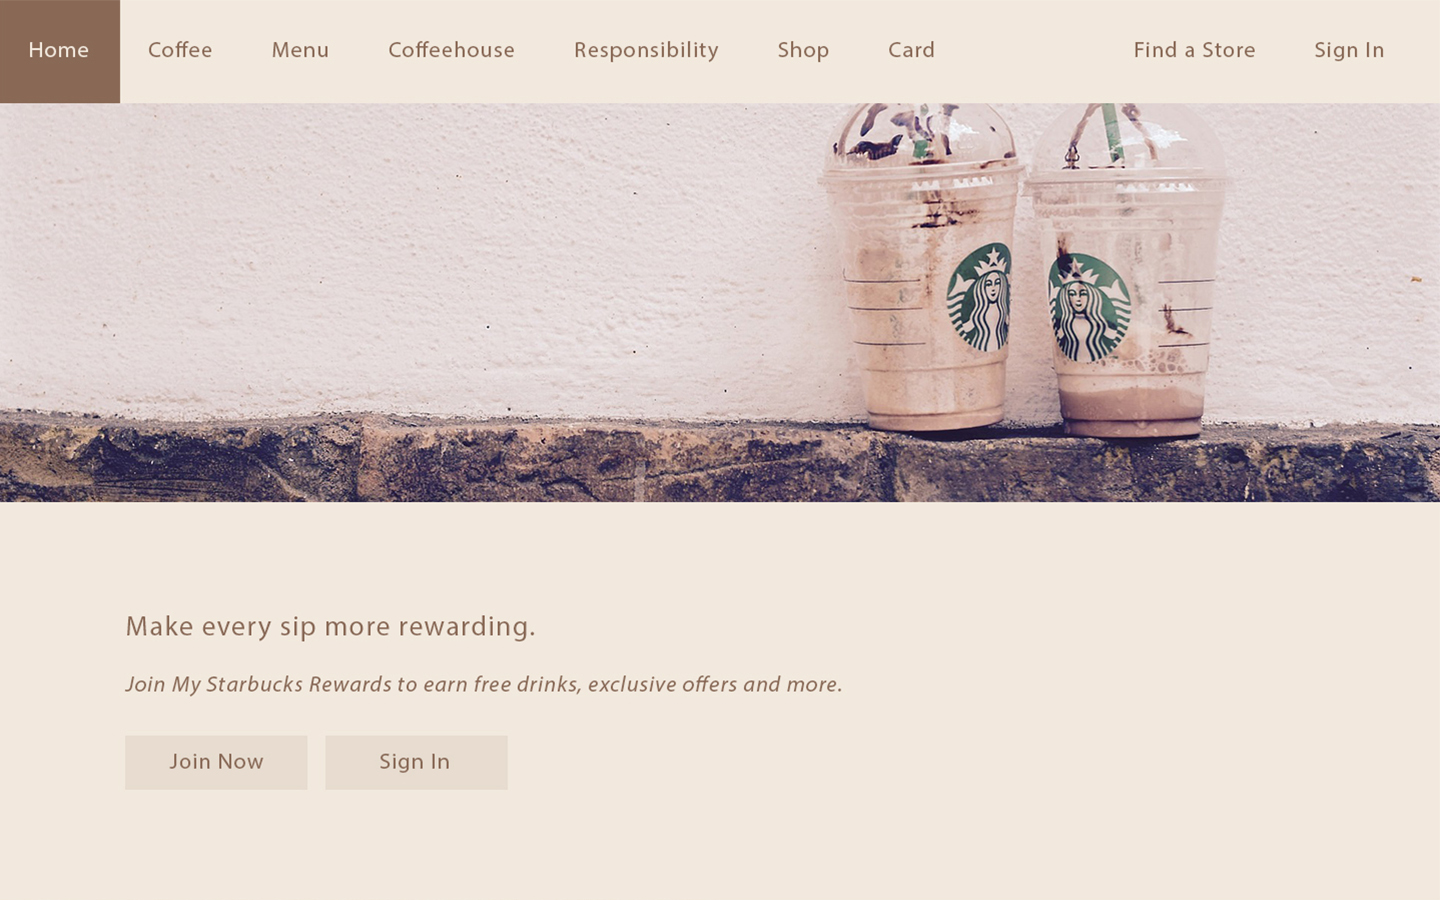 Home Coffee Menu Coffeehouse Responsibility Shop Card Find a Store Sign In
Make every sip more rewarding.
Join My Starbucks Rewards to earn free drinks, exclusive offers and more.
Join Now Sign In